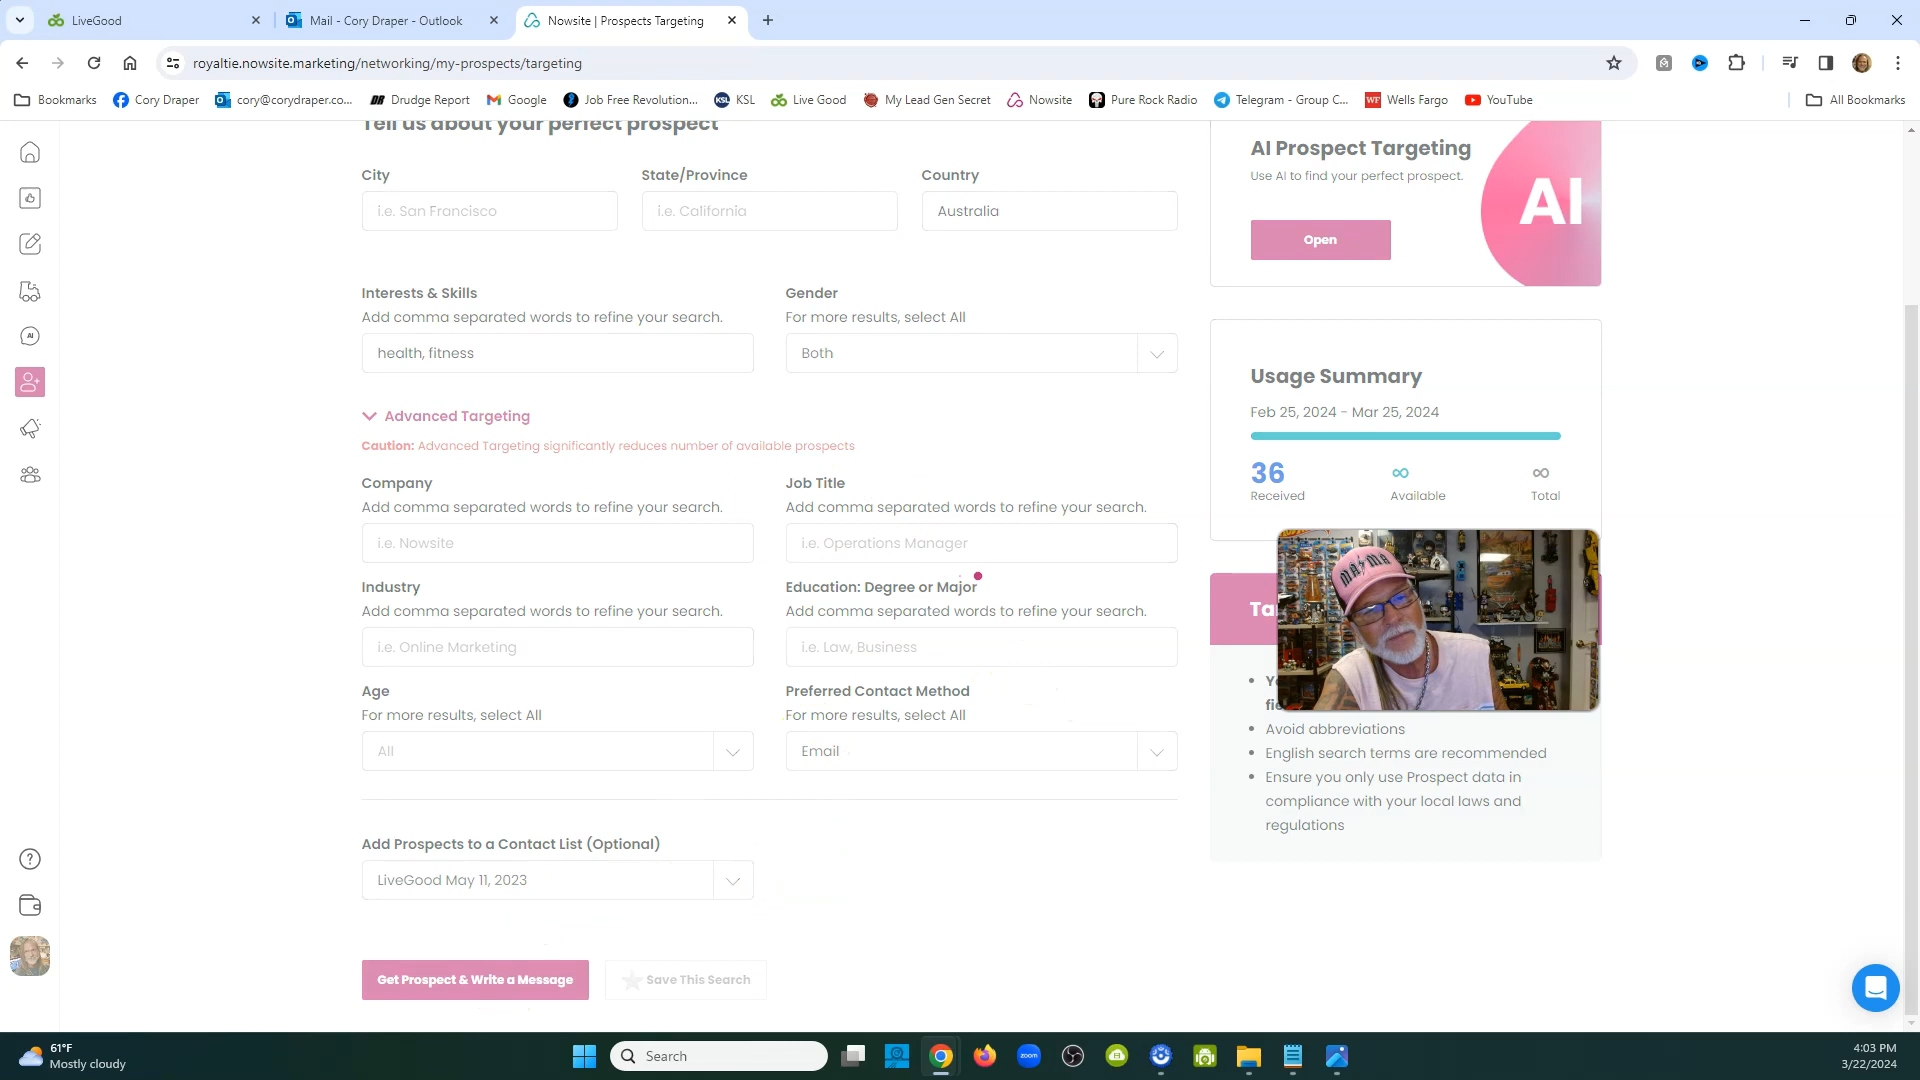 LiveGood
Mail - Cory Draper - Outlook
Nowsite | Prospects Targeting
royaltie.nowsite.marketing/networking/my-prospects/targeting
Bookmarks
Cory Draper
cory@corydraper.co...
Drudge Report
Google
Job Free Revolution...
KSL
Live Good
My Lead Gen Secret
Nowsite
Pure Rock Radio
Telegram - Group C...
Wells Fargo
YouTube
All Bookmarks
Tell us about your perfect prospect
City
State/Province
Country
i.e. San Francisco
i.e. California
Australia
Interests & Skills
Add comma separated words to refine your search.
health, fitness
Gender
For more results, select All
Both
Advanced Targeting
Caution: Advanced Targeting significantly reduces number of available prospects
Company
Add comma separated words to refine your search.
i.e. Nowsite
Job Title
Add comma separated words to refine your search.
i.e. Operations Manager
Industry
Add comma separated words to refine your search.
i.e. Online Marketing
Education: Degree or Major
Add comma separated words to refine your search.
i.e. Law, Business
Age
For more results, select All
All
Preferred Contact Method
For more results, select All
Email
Add Prospects to a Contact List (Optional)
LiveGood May 11, 2023
Get Prospect & Write a Message
Save This Search
AI Prospect Targeting
Use AI to find your perfect prospect.
Open
AI
Usage Summary
Feb 25, 2024 - Mar 25, 2024
36
∞
∞
Received
Available
Total
Avoid abbreviations
English search terms are recommended
Ensure you only use Prospect data in
compliance with your local laws and
regulations
61°F
Mostly cloudy
Search
zoom
4:03 PM
3/22/2024